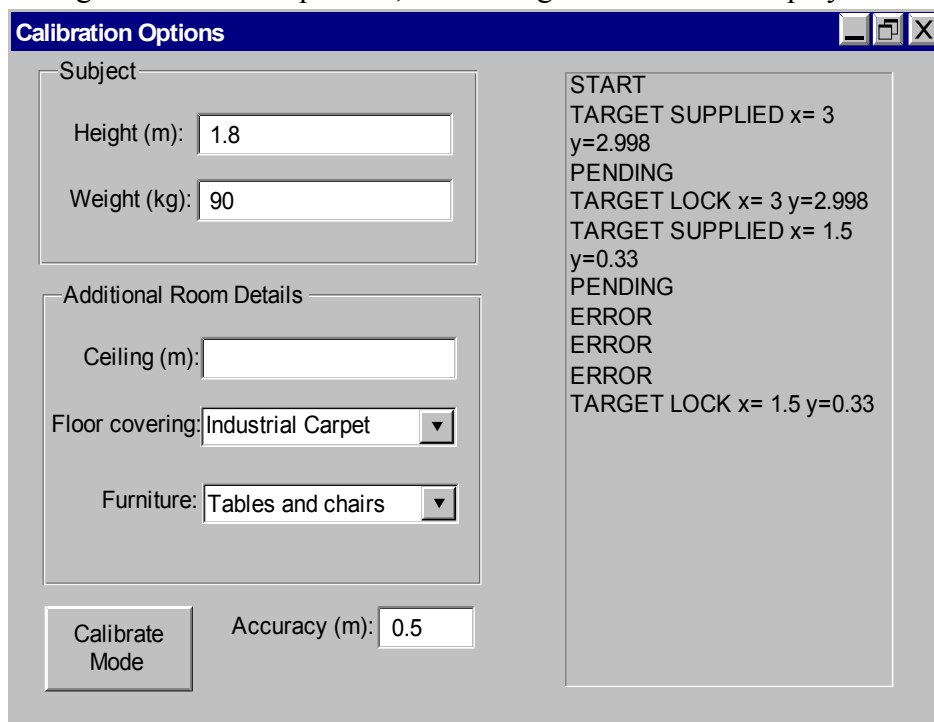 Calibration Options
Subject
Height (m): 1.8
Weight (kg): 90
Additional Room Details
Ceiling (m):
Floor covering: Industrial Carpet
Furniture: Tables and chairs
Calibrate
Mode
Accuracy (m): 0.5
START
TARGET SUPPLIED x= 3
y=2.998
PENDING
TARGET LOCK x= 3 y=2.998
TARGET SUPPLIED x= 1.5
y=0.33
PENDING
ERROR
ERROR
ERROR
TARGET LOCK x= 1.5 y=0.33